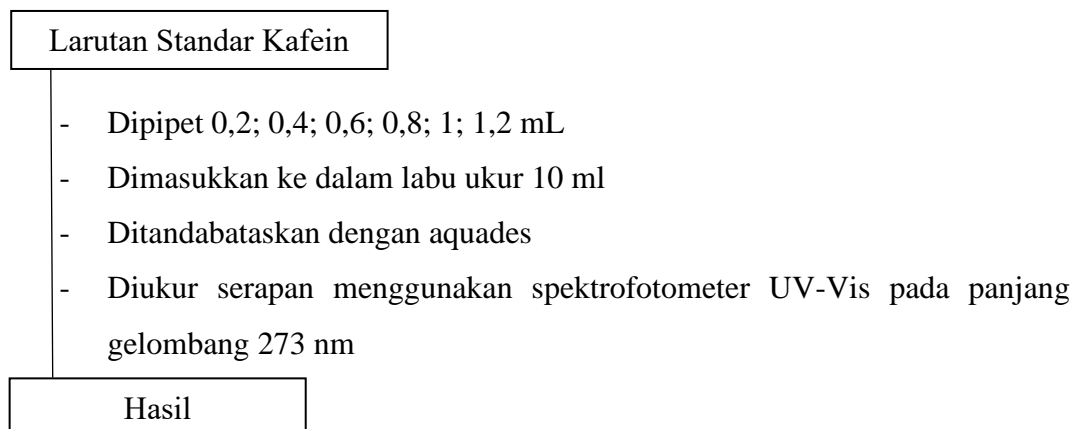 Larutan Standar Kafein
- Dipipet 0,2; 0,4; 0,6; 0,8; 1; 1,2 mL
- Dimasukkan ke dalam labu ukur 10 ml
- Ditandabataskan dengan aquades
- Diukur serapan menggunakan spektrofotometer UV-Vis pada panjang
gelombang 273 nm
Hasil